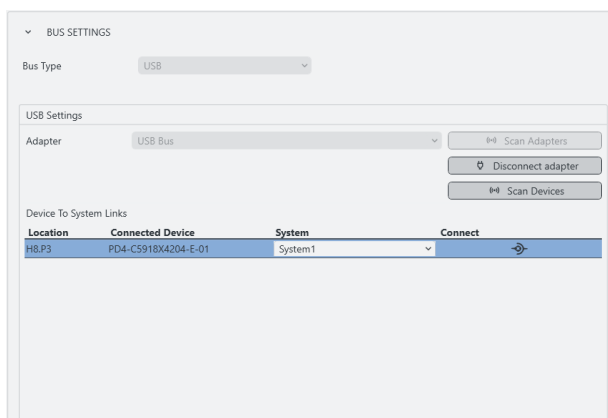 BUS SETTINGS
Bus Type USB
USB Settings
Adapter USB Bus Scan Adapters
Disconnect adapter
Scan Devices
Device To System Links
Location Connected Device System Connect
H8.P3 PD4-C5918X4204-E-01 System1